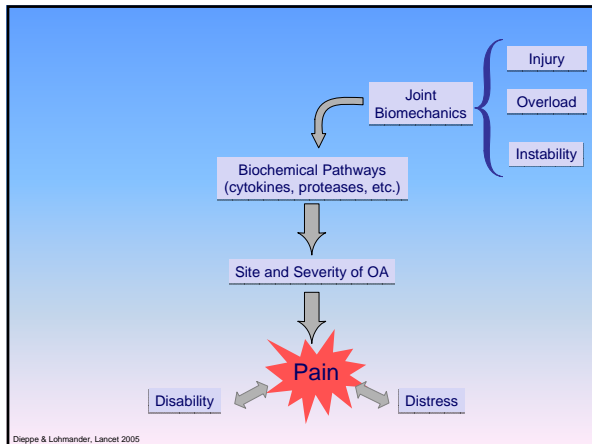 Injury
Joint
Biomechanics
Overload
Instability
Biochemical Pathways
(cytokines, proteases, etc.)
Site and Severity of OA
Pain
Disability
Distress
Dieppe & Lohmander, Lancet 2005